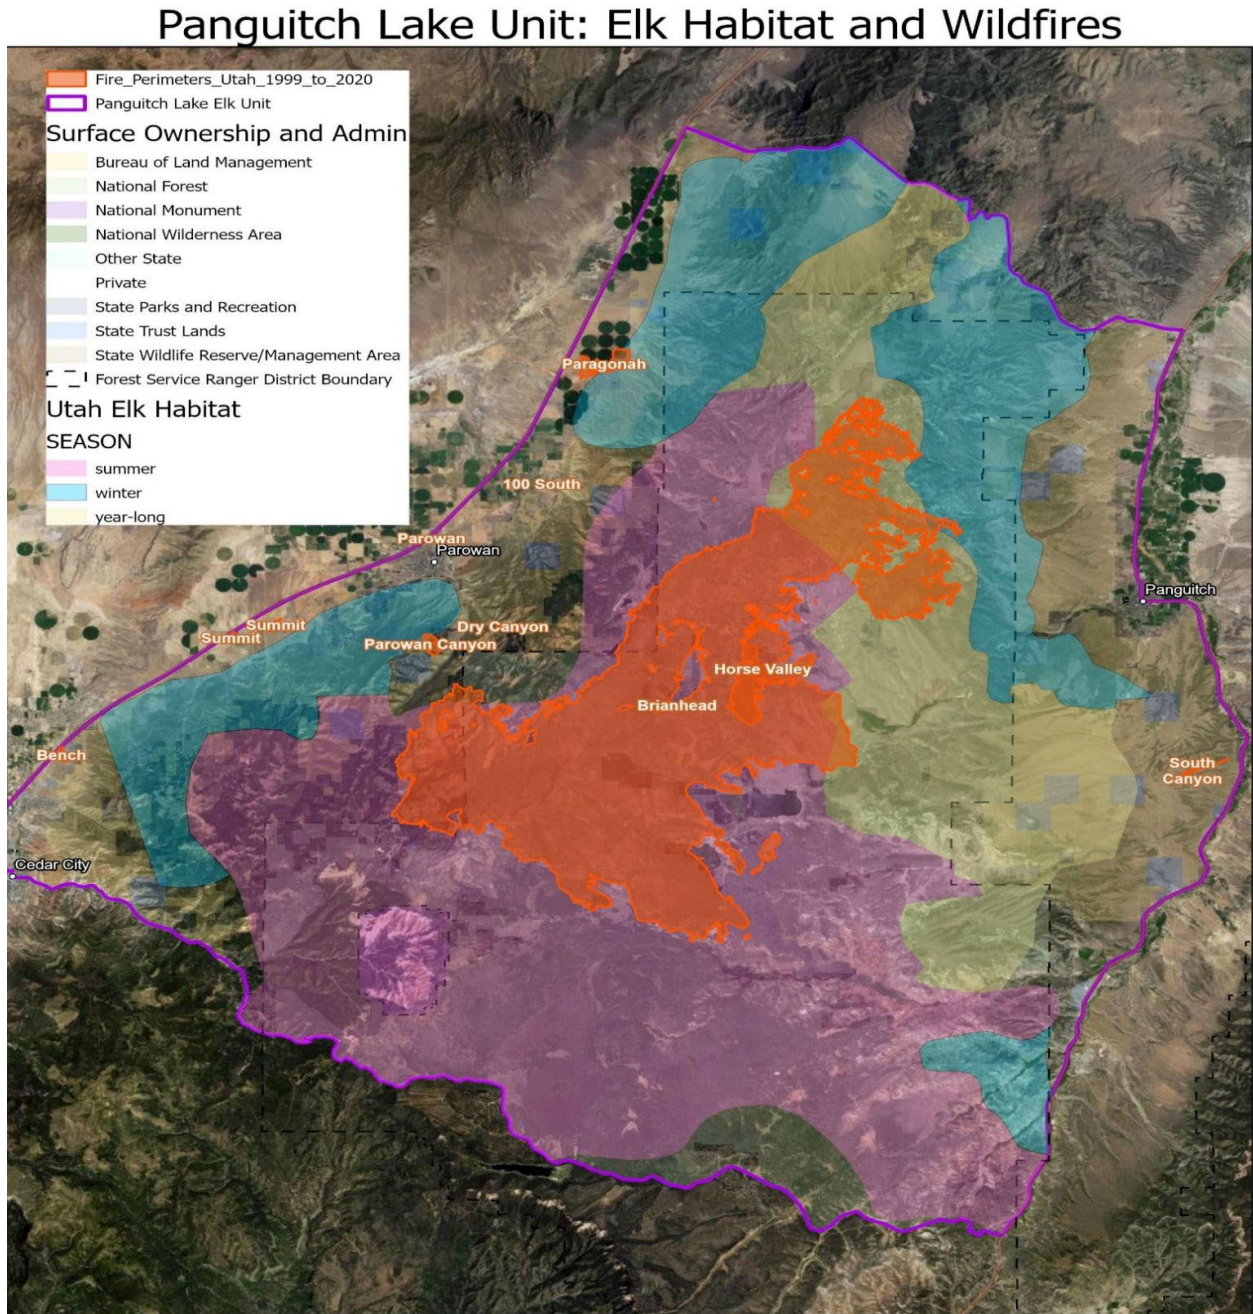 Panguitch Lake Unit: Elk Habitat and Wildfires
Fire_Perimeters_Utah_1999_to_2020
Panguitch Lake Elk Unit
Surface Ownership and Admin
Bureau of Land Management
National Forest
National Monument
National Wilderness Area
Other State
Private
State Parks and Recreation
State Trust Lands
State Wildlife Reserve/Management Area
Forest Service Ranger District Boundary
Utah Elk Habitat
SEASON
summer
winter
year-long
Paragonah
100 South
Parowan
Parowan
Panguitch
Summit
Summit
Dry Canyon
Parowan Canyon
Horse Valley
Brianhead
Bench
South
Canyon
Cedar City